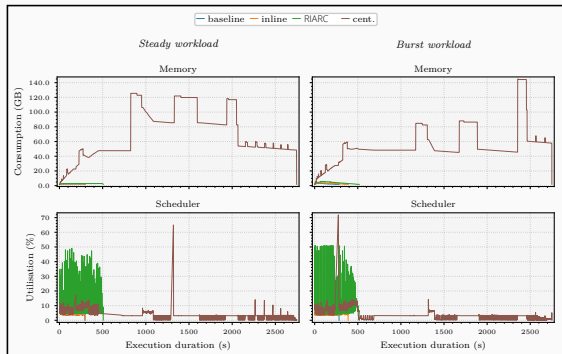 baseline inline RIARC cent.
Steady workload Burst workload
Memory Memory
Consumption (GB)
140.0
120.0
100.0
80.0
60.0
40.0
20.0
0.0
Scheduler Scheduler
Utilisation (%)
70
60
50
40
30
20
10
0
0 500 1000 1500 2000 2500 0 500 1000 1500 2000 2500
Execution duration (s) Execution duration (s)